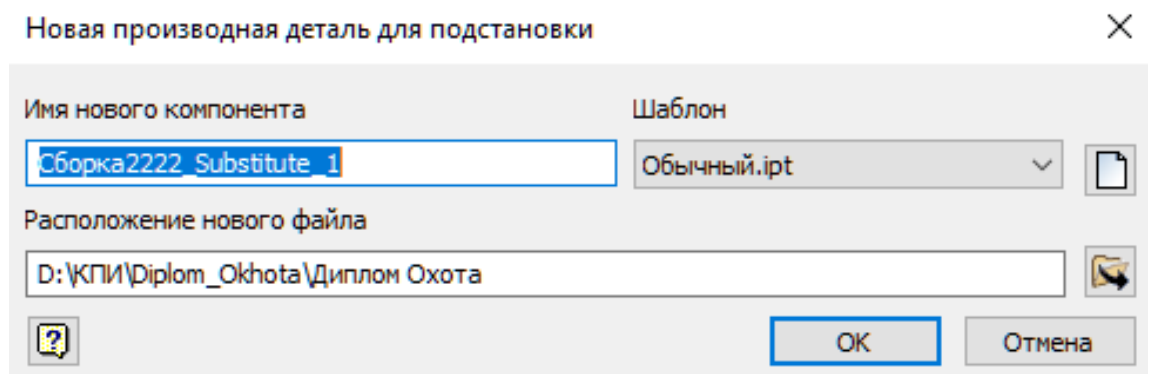 Новая производная деталь для подстановки
Имя нового компонента
Шаблон
Сборка2222_Substitute_1
Обычный.ipt
Расположение нового файла
D:\КПИ\Diplom_Okhota\Диплом Охота
OK
Отмена